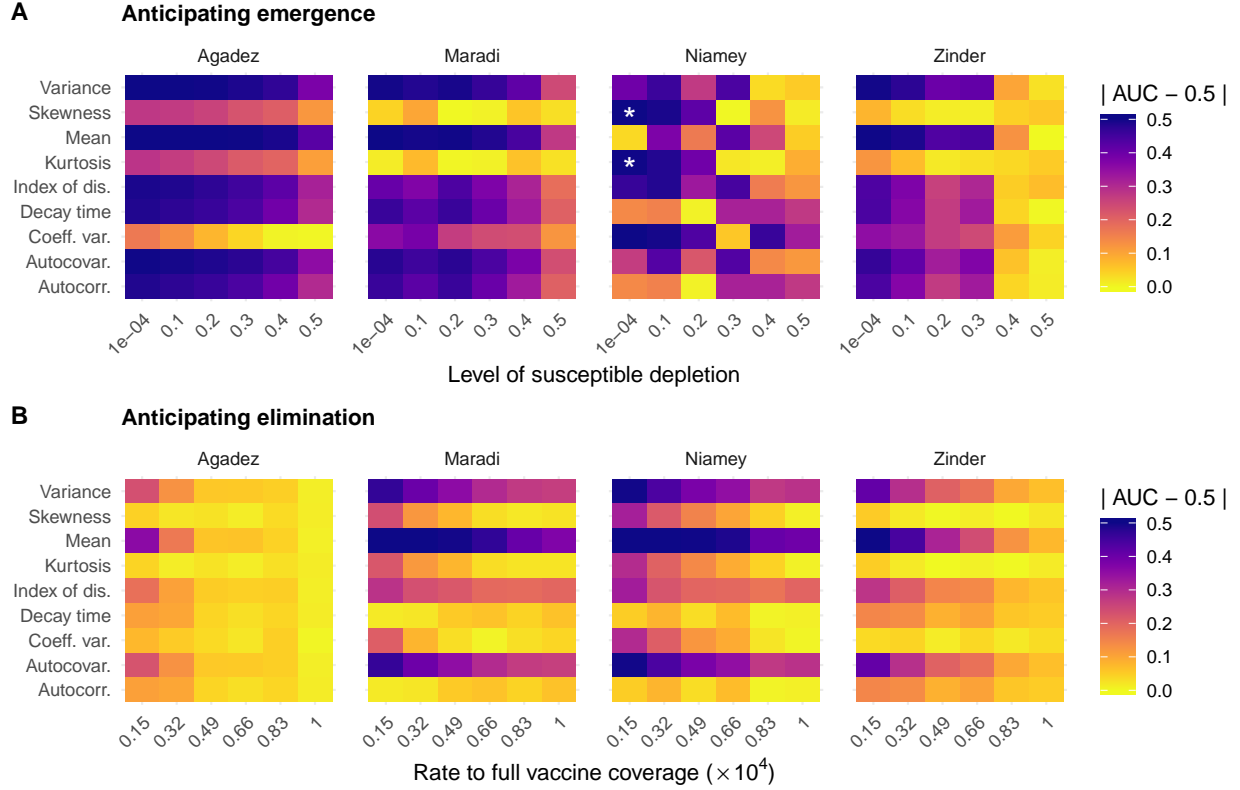 A Anticipating emergence
Agadez Maradi Niamey Zinder
Variance
Skewness
Mean
Kurtosis
Index of dis.
Decay time
Coeff. var.
Autocovar.
Autocorr.
* 
*
| AUC − 0.5 |
0.5
0.4
0.3
0.2
0.1
0.0
1e−04 0.1 0.2 0.3 0.4 0.5 1e−04 0.1 0.2 0.3 0.4 0.5 1e−04 0.1 0.2 0.3 0.4 0.5 1e−04 0.1 0.2 0.3 0.4 0.5
Level of susceptible depletion
B Anticipating elimination
Agadez Maradi Niamey Zinder
Variance
Skewness
Mean
Kurtosis
Index of dis.
Decay time
Coeff. var.
Autocovar.
Autocorr.
| AUC − 0.5 |
0.5
0.4
0.3
0.2
0.1
0.0
0.15 0.32 0.49 0.66 0.83 1 0.15 0.32 0.49 0.66 0.83 1 0.15 0.32 0.49 0.66 0.83 1 0.15 0.32 0.49 0.66 0.83 1
Rate to full vaccine coverage (×10⁴)